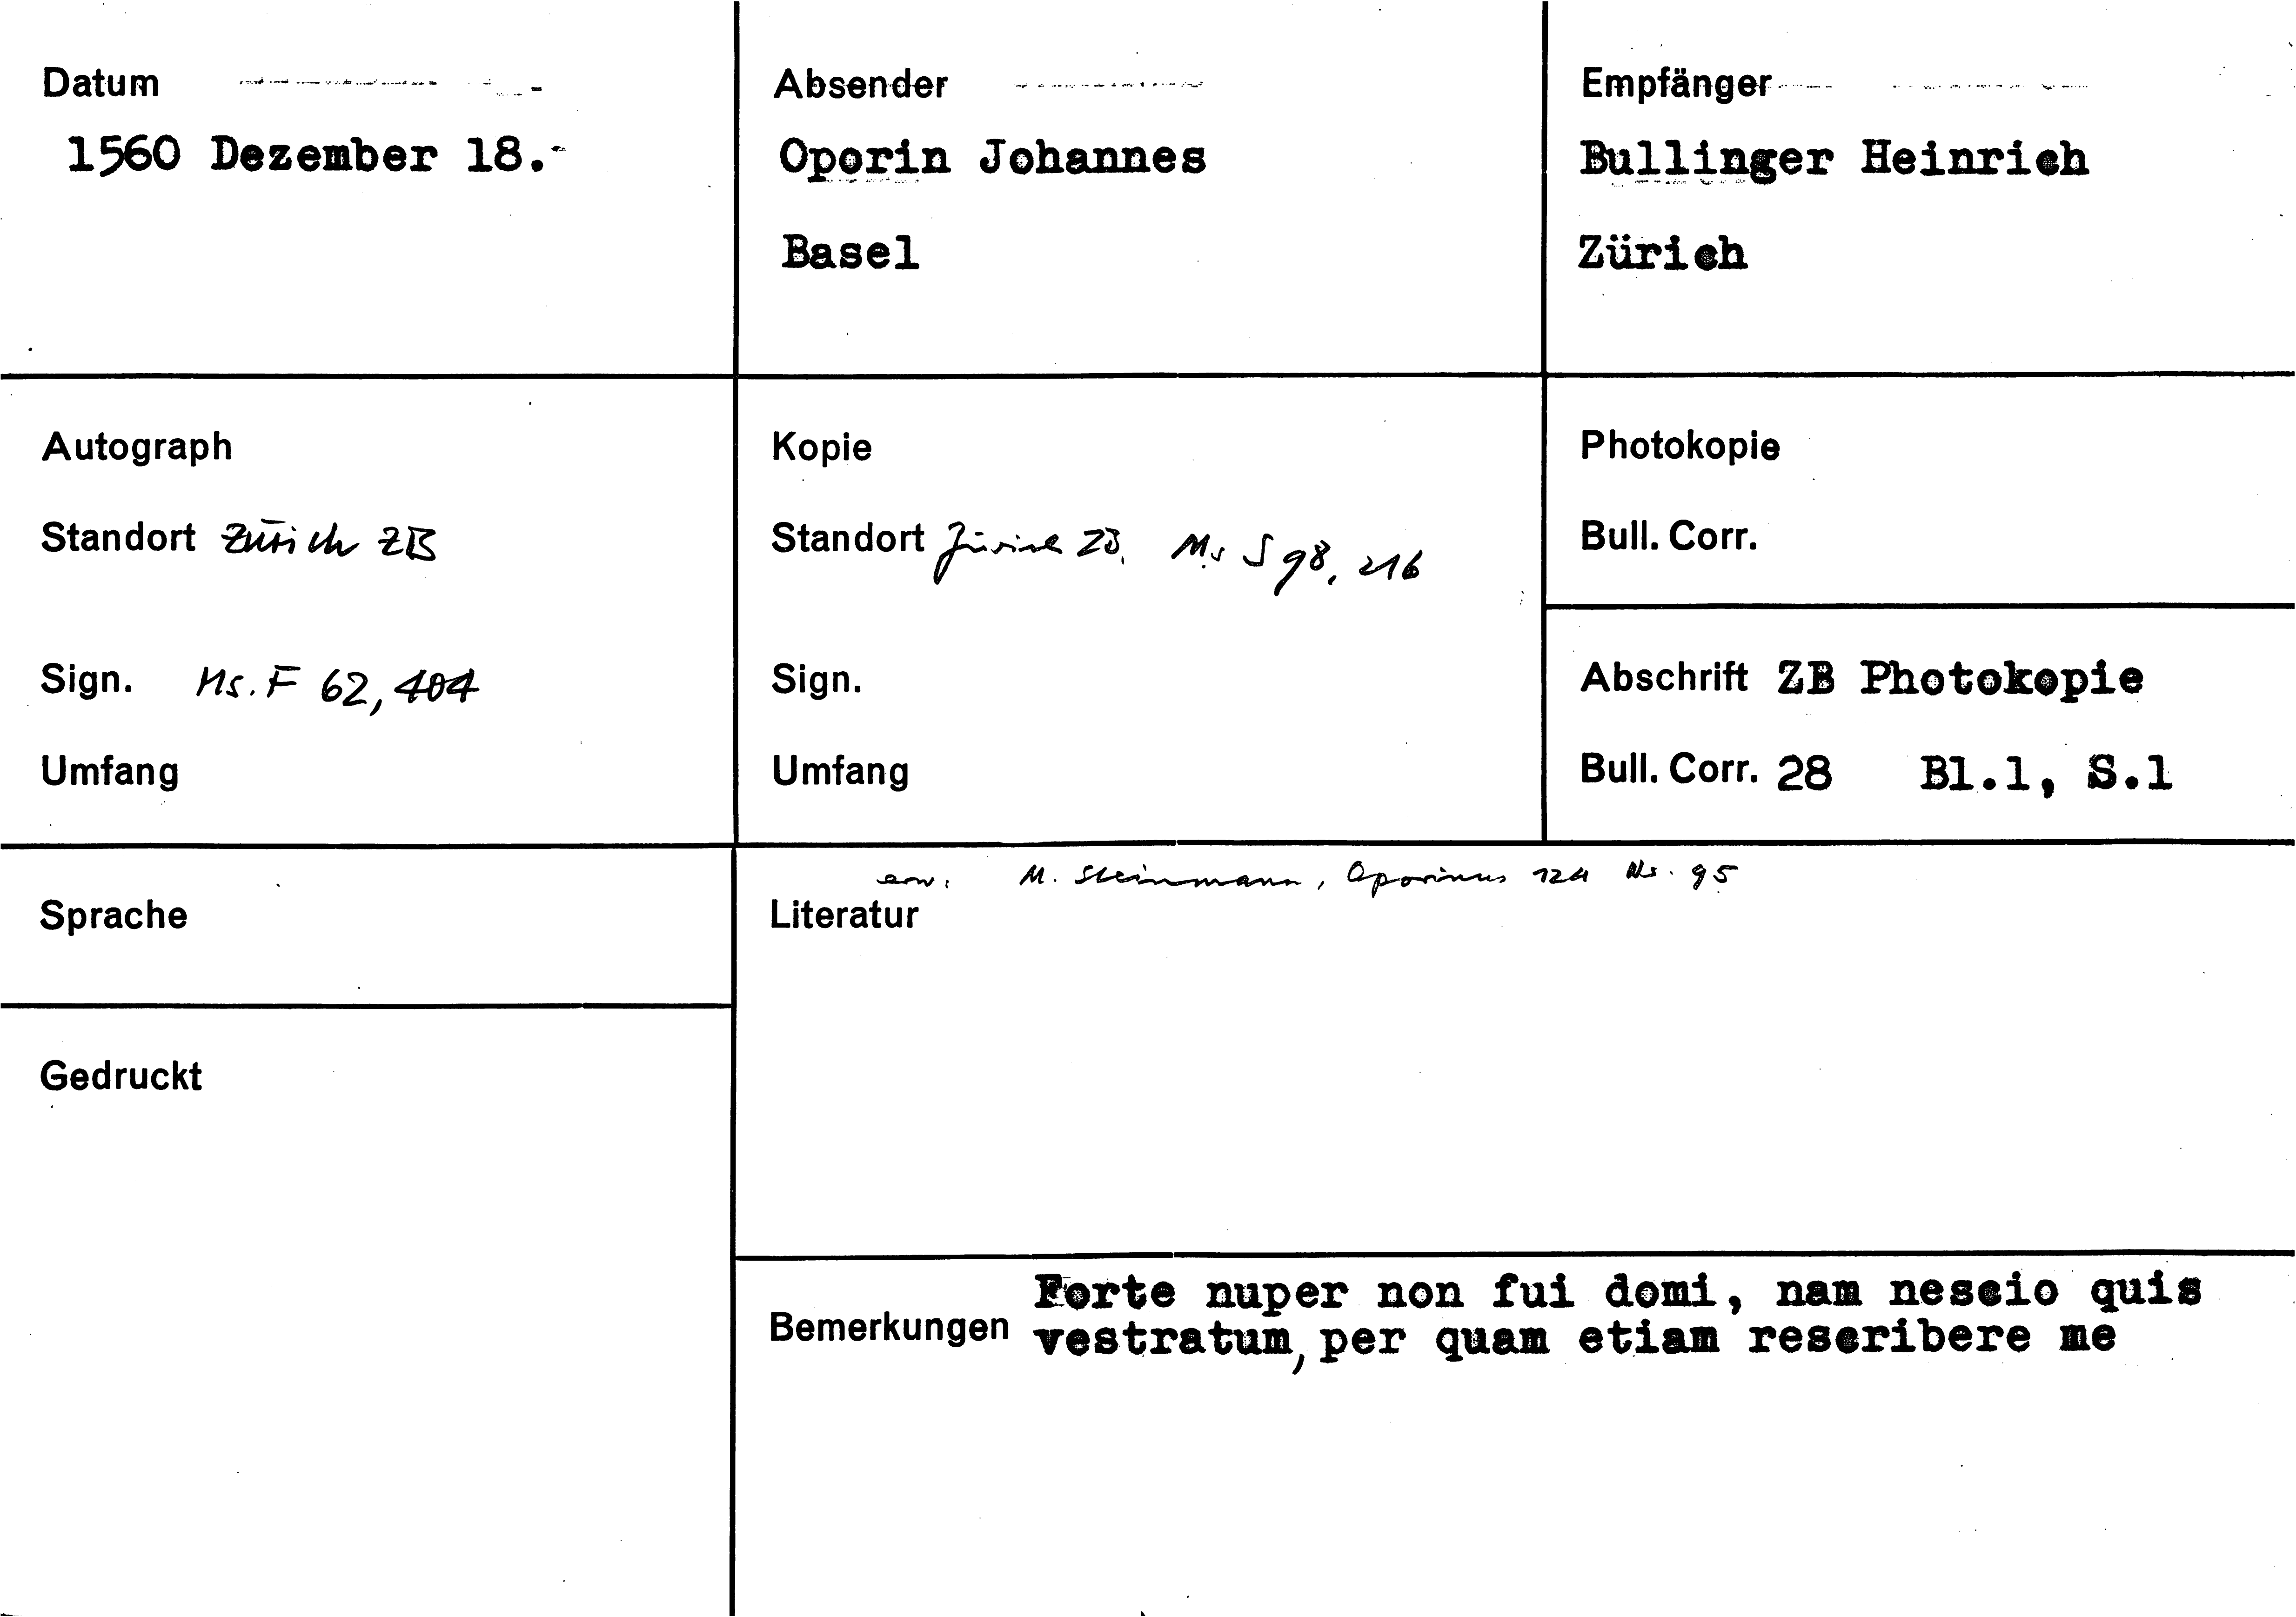 Datum
1560 Dezember 18.-
Absender
Oporin Johannes
Basel
Empfänger
Bullinger Heinrich
Zürich
Autograph
Standort Zürich ZB
Sign. Ms. F 62, 404
Umfang
Kopie
Standort Zürich ZB. Ms S 98, 216
Sign.
Umfang
Photokopie
Bull. Corr.
Abschrift ZB Photokopie
Bull. Corr. 28 Bl.1, S.1
Sprache
Gedruckt
erw. M. Steinmann, Oporinus 124 Nr. 95
Literatur
Bemerkungen Forte nuper non fui domi, nam nescio quis
vestratum, per quam etiam rescribere me